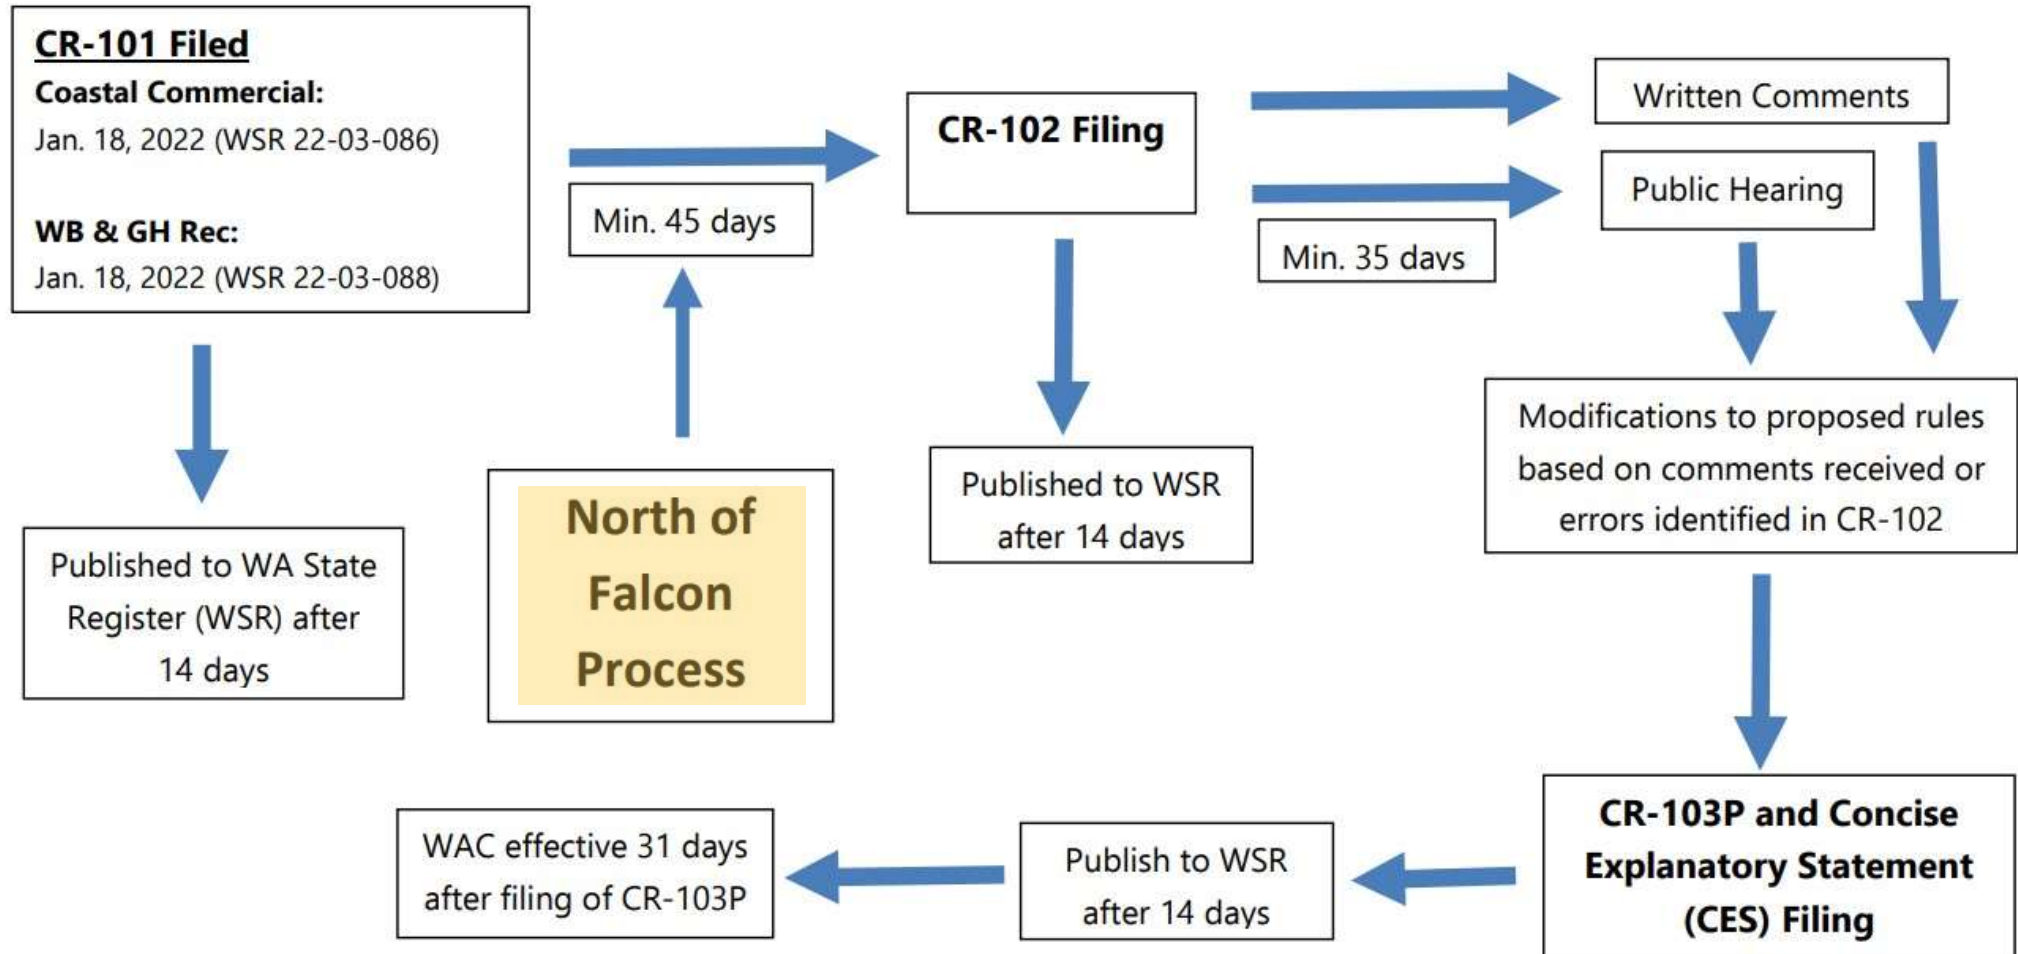 CR-101 Filed
Coastal Commercial:
Jan. 18, 2022 (WSR 22-03-086)
WB & GH Rec:
Jan. 18, 2022 (WSR 22-03-088)
Min. 45 days
CR-102 Filing
Written Comments
Public Hearing
Min. 35 days
Published to WA State
Register (WSR) after
14 days
North of
Falcon
Process
Published to WSR
after 14 days
Modifications to proposed rules
based on comments received or
errors identified in CR-102
CR-103P and Concise
Explanatory Statement
(CES) Filing
Publish to WSR
after 14 days
WAC effective 31 days
after filing of CR-103P